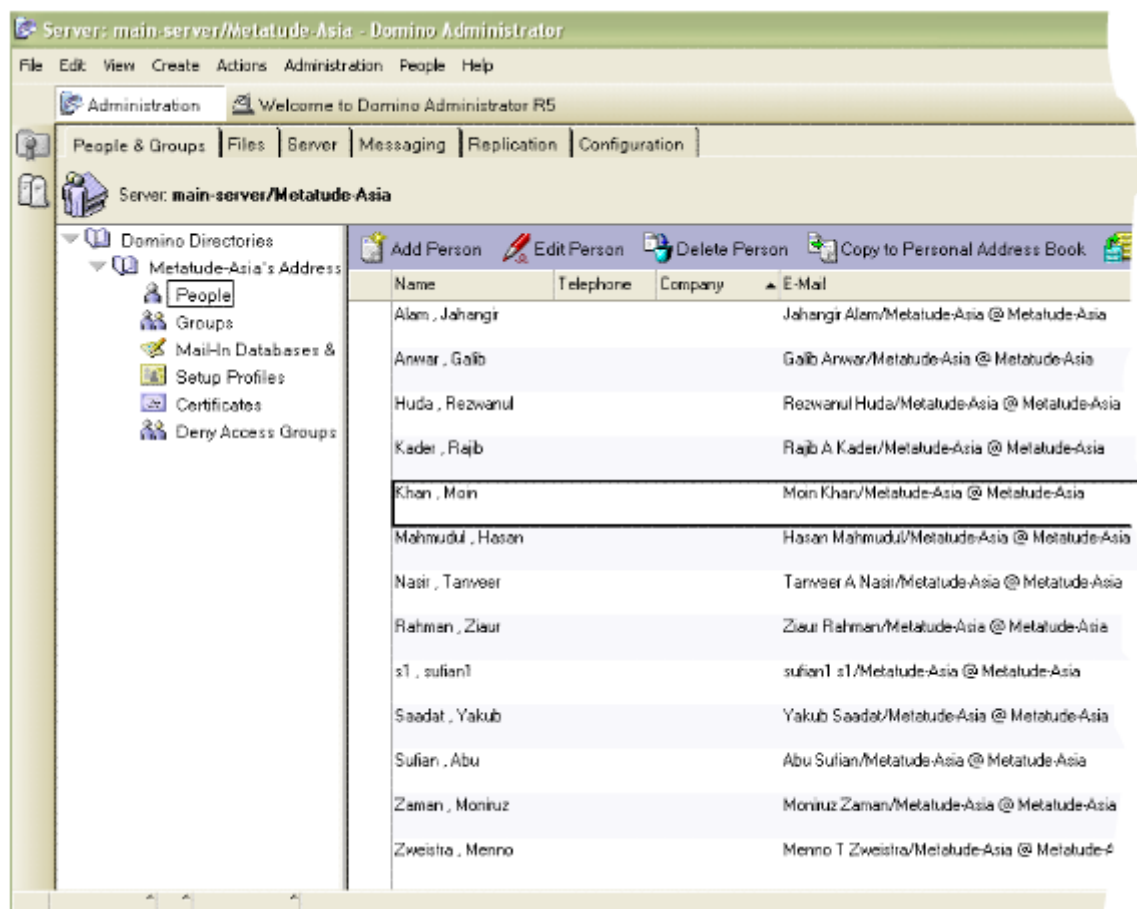 Server: main-server/Metatude-Asia - Domino Administrator
File Edit View Create Actions Administration People Help
Administration Welcome to Domino Administrator R5
People & Groups Files Server Messaging Replication Configuration
Server: main-server/Metatude-Asia
Domino Directories
Metatude-Asia's Address
People
Groups
Mail-In Databases &
Setup Profiles
Certificates
Deny Access Groups
Add Person Edit Person Delete Person Copy to Personal Address Book
Name Telephone Company E-Mail
Alam , Jahangir Jahangir Alam/Metatude-Asia @ Metatude-Asia
Anwar , Galib Galib Anwar/Metatude-Asia @ Metatude-Asia
Huda , Rezwanul Rezwanul Huda/Metatude-Asia @ Metatude-Asia
Kader , Rajib Rajib A Kader/Metatude-Asia @ Metatude-Asia
Khan , Moin Moin Khan/Metatude-Asia @ Metatude-Asia
Mahmudul , Hasan Hasan Mahmudul/Metatude-Asia @ Metatude-Asia
Nasir , Tanveer Tanveer A Nasir/Metatude-Asia @ Metatude-Asia
Rahman , Ziaur Ziaur Rahman/Metatude-Asia @ Metatude-Asia
s1 , sufian1 sufian1 s1/Metatude-Asia @ Metatude-Asia
Saadat , Yakub Yakub Saadat/Metatude-Asia @ Metatude-Asia
Sufian , Abu Abu Sufian/Metatude-Asia @ Metatude-Asia
Zaman , Moniruz Moniruz Zaman/Metatude-Asia @ Metatude-Asia
Zweistra , Menno Menno T Zweistra/Metatude-Asia @ Metatude-A